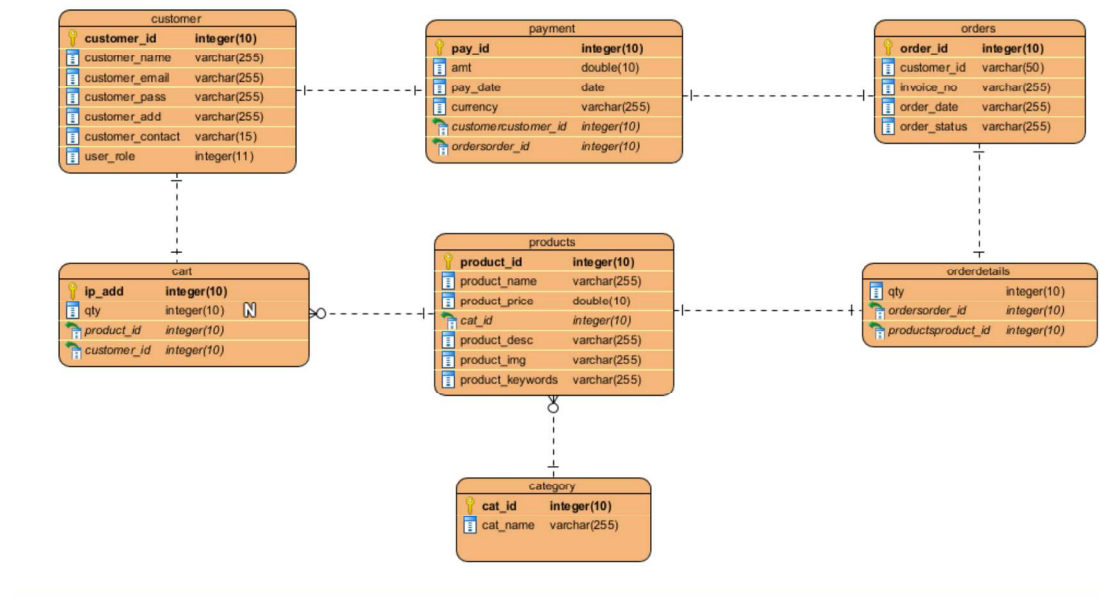 customer
customer_id integer(10)
customer_name varchar(255)
customer_email varchar(255)
customer_pass varchar(255)
customer_add varchar(255)
customer_contact varchar(15)
user_role integer(11)
payment
pay_id integer(10)
amt double(10)
pay_date date
currency varchar(255)
customercustomer_id integer(10)
ordersorder_id integer(10)
orders
order_id integer(10)
customer_id varchar(50)
invoice_no varchar(255)
order_date varchar(255)
order_status varchar(255)
cart
ip_add integer(10)
qty integer(10) N
product_id integer(10)
customer_id integer(10)
products
product_id integer(10)
product_name varchar(255)
product_price double(10)
cat_id integer(10)
product_desc varchar(255)
product_img varchar(255)
product_keywords varchar(255)
orderdetails
qty integer(10)
ordersorder_id integer(10)
productsproduct_id integer(10)
category
cat_id integer(10)
cat_name varchar(255)